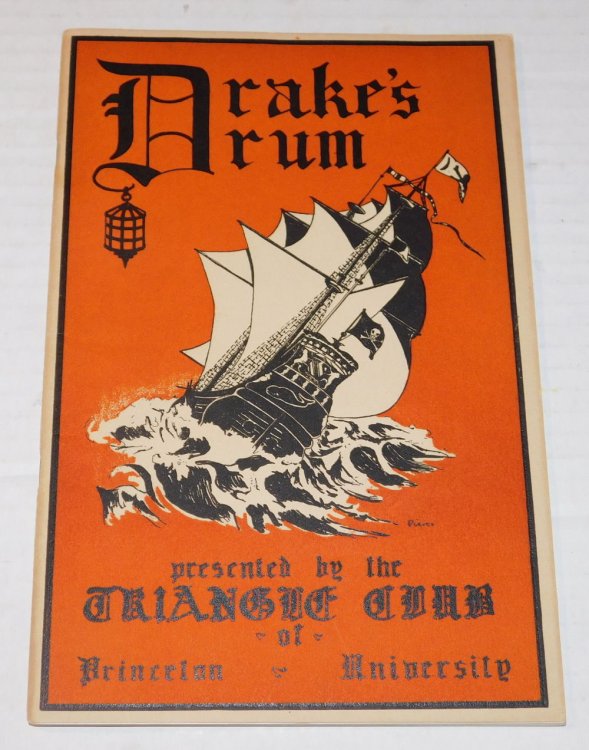 Drake's
Drum
presented by the
TRIANGLE CLUB
of
Princeton University